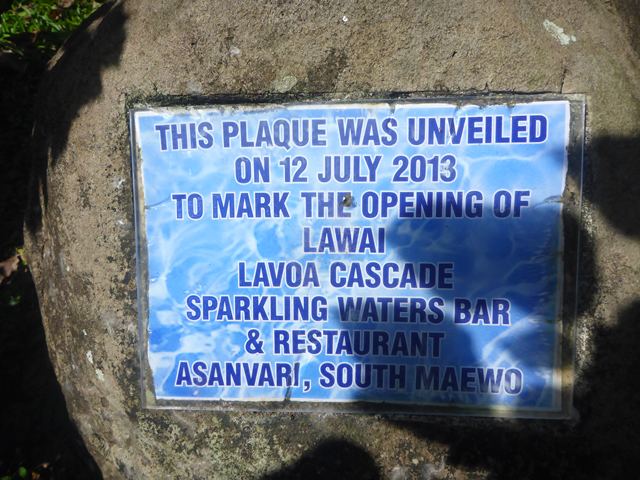 THIS PLAQUE WAS UNVEILED
ON 12 JULY 2013
TO MARK THE OPENING OF
LAWAI
LAVOA CASCADE
SPARKLING WATERS BAR
& RESTAURANT
ASANVARI, SOUTH MAEWO